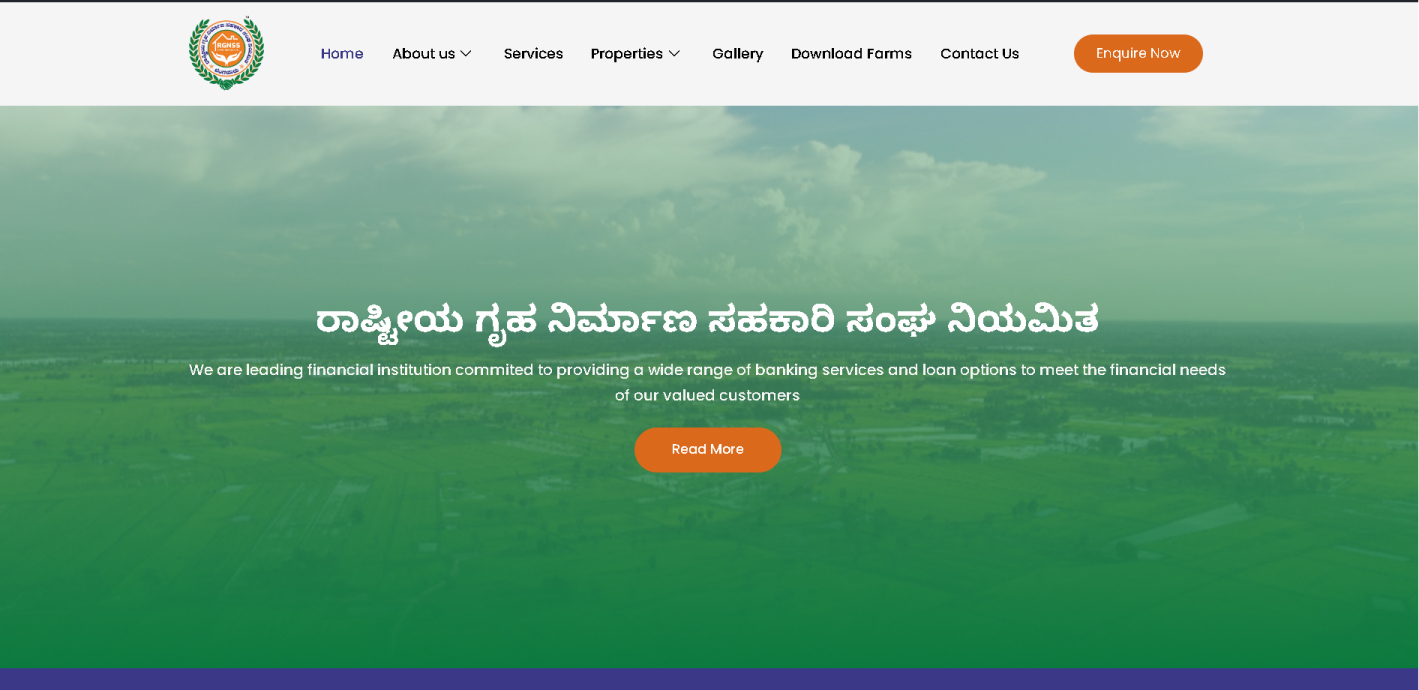 RGNSS
Home
About us
Services
Properties
Gallery
Download Farms
Contact Us
Enquire Now
ರಾಷ್ಟ್ರೀಯ ಗೃಹ ನಿರ್ಮಾಣ ಸಹಕಾರಿ ಸಂಘ ನಿಯಮಿತ
We are leading financial institution commited to providing a wide range of banking services and loan options to meet the financial needs
of our valued customers
Read More